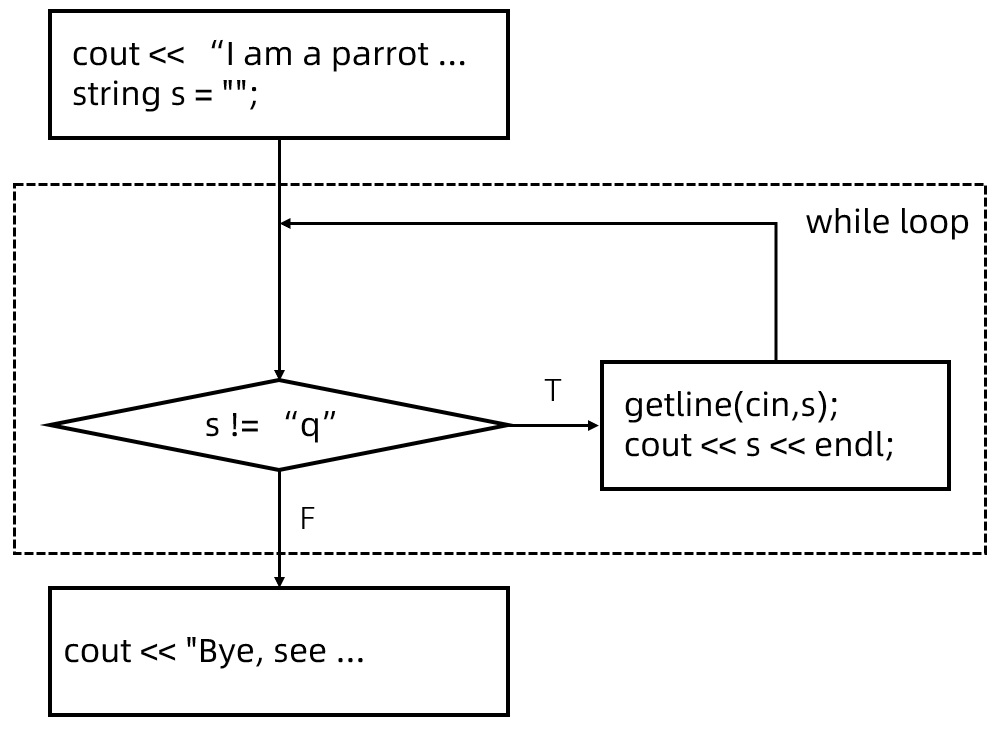 cout << “I am a parrot ...
string s = "";
while loop
s != “q”
T
getline(cin,s);
cout << s << endl;
F
cout << "Bye, see ...